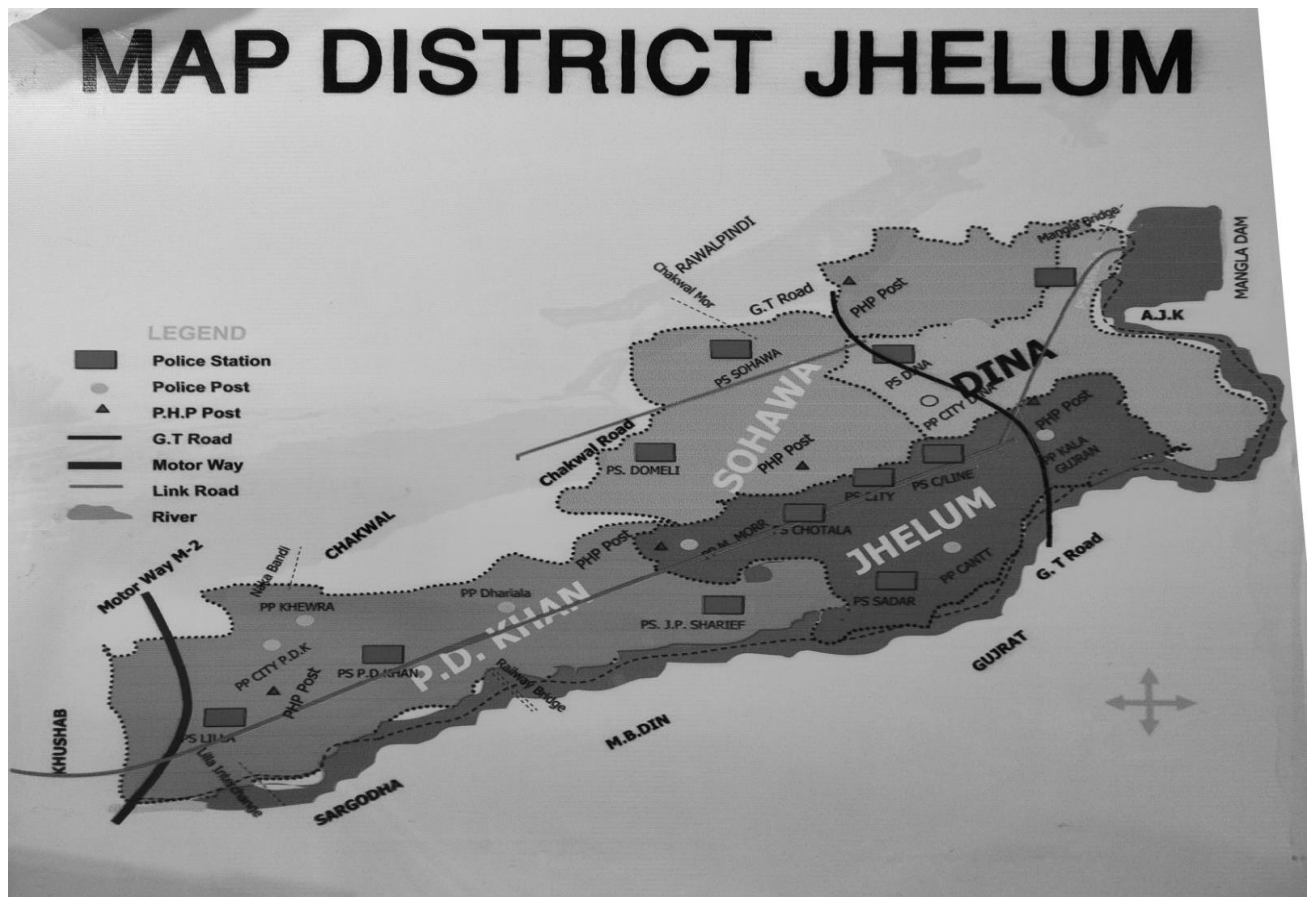 MAP DISTRICT JHELUM
LEGEND
Police Station
Police Post
P.H.P Post
G.T Road
Motor Way
Link Road
River
RAWALPINDI
Chakwal Mor
G.T Road
PHP Post
Mangla Bridge
MANGLA DAM
A.J.K
PS SOHAWA
PS DINA
DINA
PP CITY DINA
SOHAWA
Chakwal Road
PS. DOMELI
PHP Post
PHP Post
PP KALA
GUJRAN
PS CITY
PS C/LINE
PS CHOTALA
JHELUM
PP CANTT
PS SADAR
G. T Road
GUJRAT
CHAKWAL
Naka Bandi
Motor Way M-2
PP KHEWRA
PP Dhariala
PHP Post
MORR
P.D. KHAN
PS. J.P. SHARIEF
PP CITY P.D.K
PS P.D KHAN
PHP Post
Railway Bridge
PS LILLA
Lilla Interchange
KHUSHAB
SARGODHA
M.B.DIN